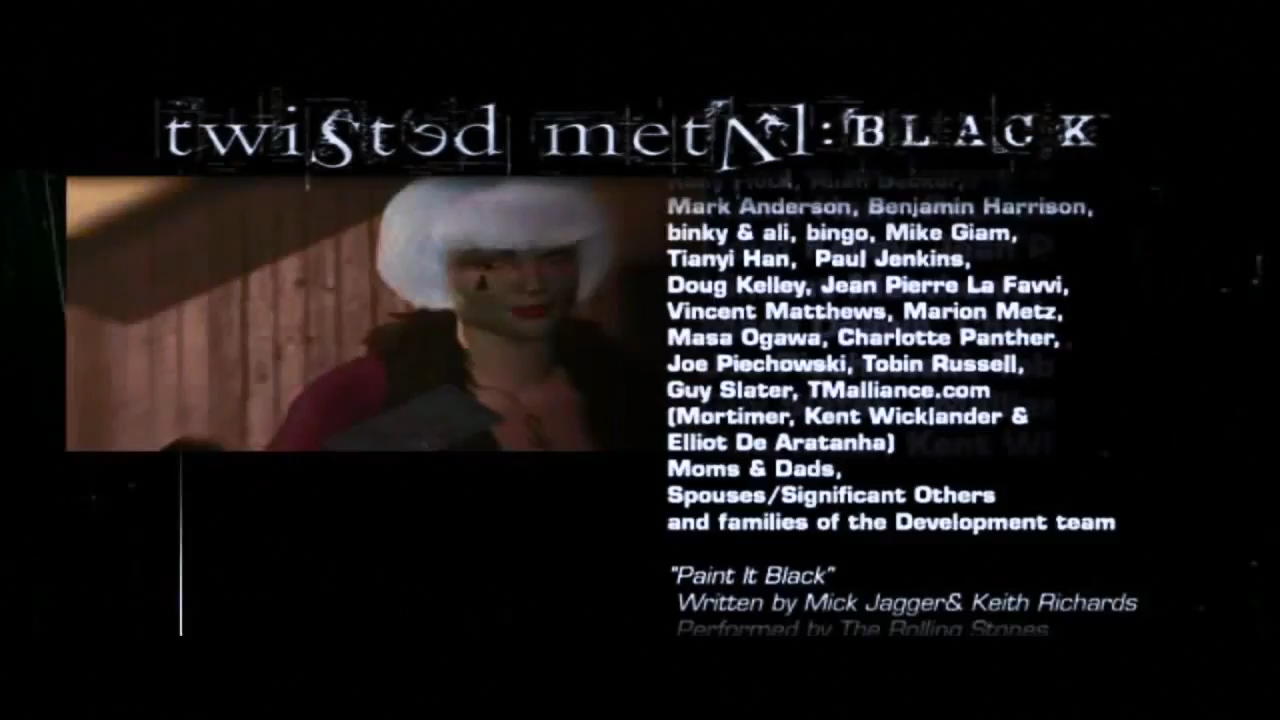 twisted metal:BLACK
Mark Anderson, Benjamin Harrison,
binky & ali, bingo, Mike Giam,
Tianyi Han, Paul Jenkins,
Doug Kelley, Jean Pierre La Favvi,
Vincent Matthews, Marion Metz,
Masa Ogawa, Charlotte Panther,
Joe Piechowski, Tobin Russell,
Guy Slater, TMalliance.com
(Mortimer, Kent Wicklander &
Elliot De Aratanha)
Moms & Dads,
Spouses/Significant Others
and families of the Development team
"Paint It Black"
Written by Mick Jagger& Keith Richards
Performed by The Rolling Stones